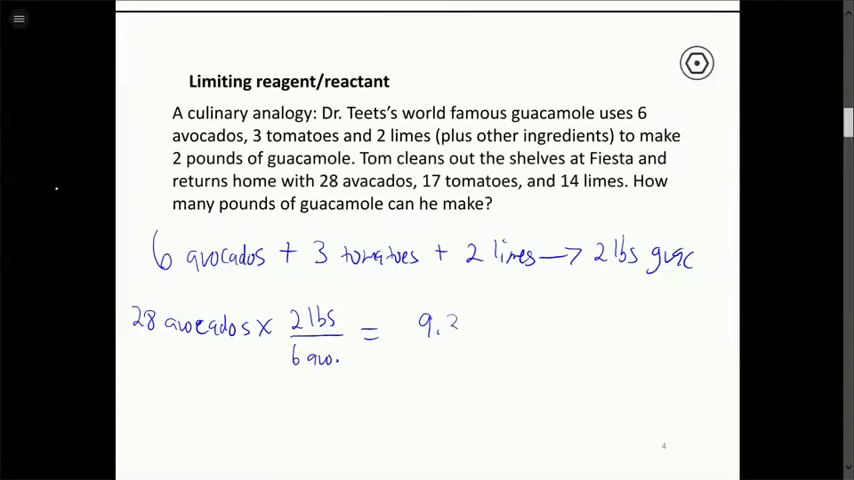 Limiting reagent/reactant
A culinary analogy: Dr. Teets's world famous guacamole uses 6
avocados, 3 tomatoes and 2 limes (plus other ingredients) to make
2 pounds of guacamole. Tom cleans out the shelves at Fiesta and
returns home with 28 avacados, 17 tomatoes, and 14 limes. How
many pounds of guacamole can he make?
6 avocados + 3 tomatoes + 2 limes → 2 lbs guac
28 avocados × 2 lbs / 6 avo. = 9.3
4